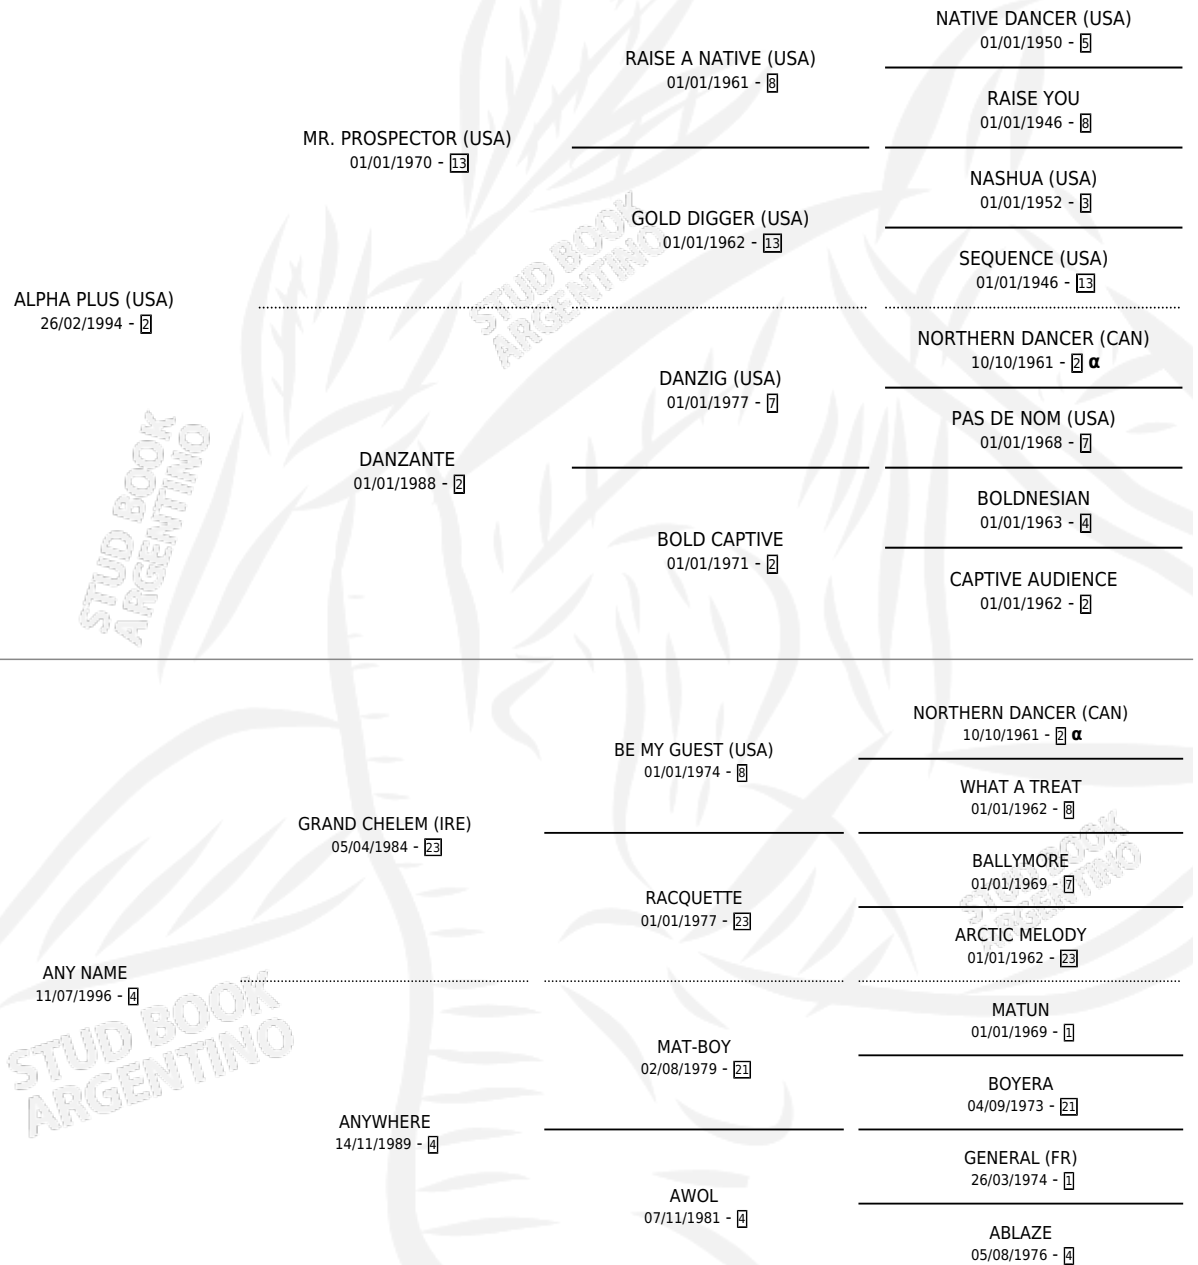 NATIVE DANCER (USA)
01/01/1950 - 5
RAISE A NATIVE (USA)
01/01/1961 - 8
RAISE YOU
01/01/1946 - 8
MR. PROSPECTOR (USA)
01/01/1970 - 13
NASHUA (USA)
01/01/1952 - 3
GOLD DIGGER (USA)
01/01/1962 - 13
SEQUENCE (USA)
01/01/1946 - 13
STUD BOOK
ARGENTINO
ALPHA PLUS (USA)
26/02/1994 - 2
NORTHERN DANCER (CAN)
10/10/1961 - 2 α
DANZIG (USA)
01/01/1977 - 7
PAS DE NOM (USA)
01/01/1968 - 7
DANZANTE
01/01/1988 - 2
STUD BOOK
ARGENTINO
BOLDNESIAN
01/01/1963 - 4
BOLD CAPTIVE
01/01/1971 - 2
CAPTIVE AUDIENCE
01/01/1962 - 2
NORTHERN DANCER (CAN)
10/10/1961 - 2 α
BE MY GUEST (USA)
01/01/1974 - 8
WHAT A TREAT
01/01/1962 - 8
GRAND CHELEM (IRE)
05/04/1984 - 23
BALLYMORE
01/01/1969 - 7
STUD BOOK
ARGENTINO
RACQUETTE
01/01/1977 - 23
ARCTIC MELODY
01/01/1962 - 23
ANY NAME
11/07/1996 - 4
STUD BOOK
ARGENTINO
MATUN
01/01/1969 - 1
MAT-BOY
02/08/1979 - 21
BOYERA
04/09/1973 - 21
ANYWHERE
14/11/1989 - 4
GENERAL (FR)
26/03/1974 - 1
AWOL
07/11/1981 - 4
ABLAZE
05/08/1976 - 4